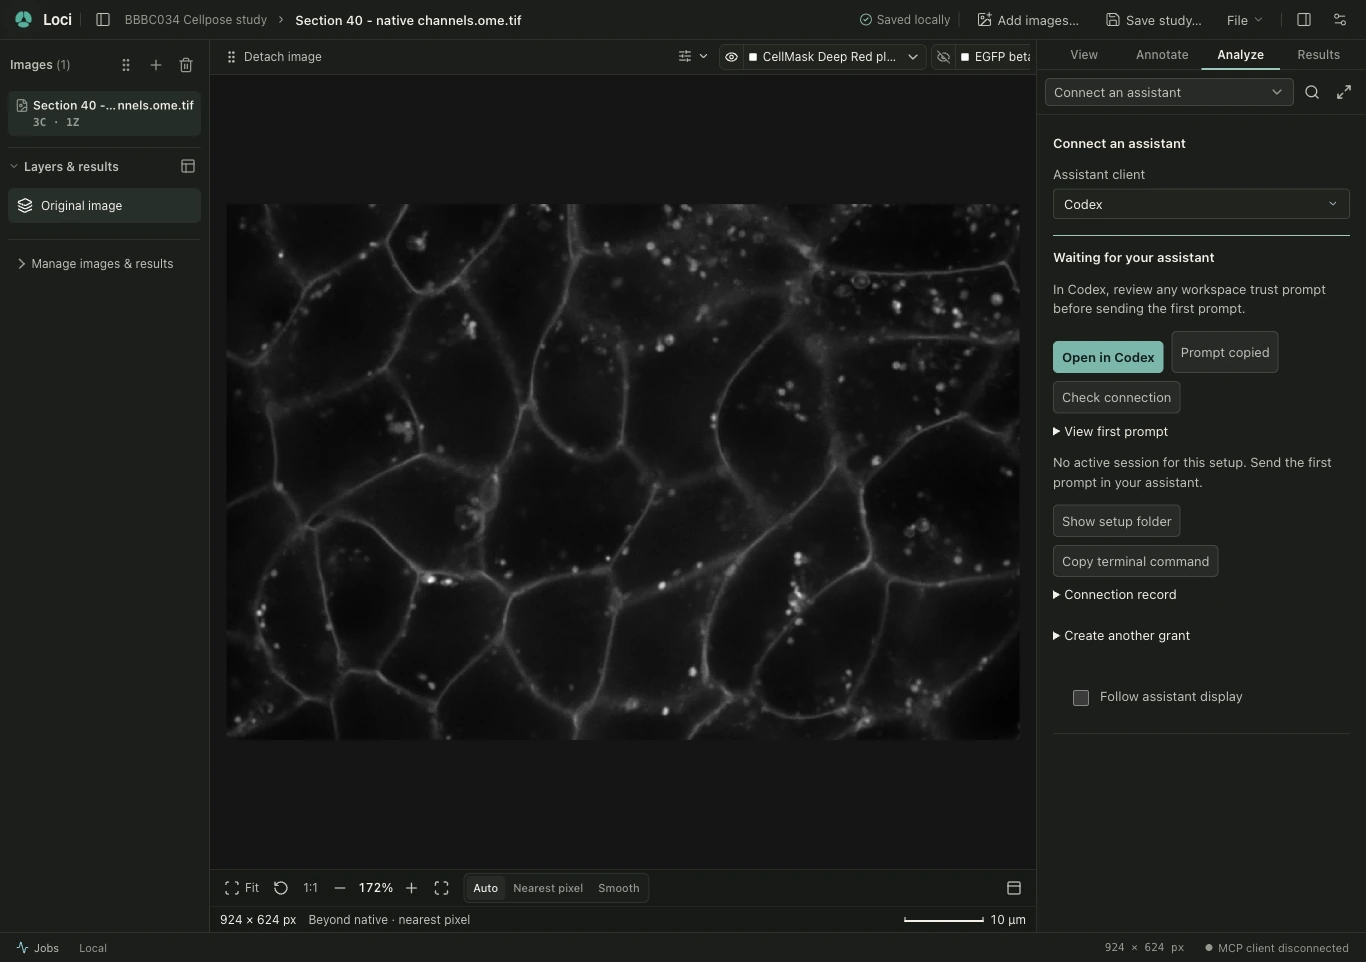 Loci
BBBC034 Cellpose study
Section 40 - native channels.ome.tif
Saved locally
Add images...
Save study...
File
Images (1)
Section 40 -...nnels.ome.tif
3C · 1Z
Layers & results
Original image
Manage images & results
Detach image
CellMask Deep Red pl...
EGFP beta
Fit
1:1
172%
Auto
Nearest pixel
Smooth
924 × 624 px
Beyond native · nearest pixel
10 µm
View
Annotate
Analyze
Results
Connect an assistant
Connect an assistant
Assistant client
Codex
Waiting for your assistant
In Codex, review any workspace trust prompt
before sending the first prompt.
Open in Codex
Prompt copied
Check connection
View first prompt
No active session for this setup. Send the first
prompt in your assistant.
Show setup folder
Copy terminal command
Connection record
Create another grant
Follow assistant display
Jobs
Local
924 × 624 px
MCP client disconnected